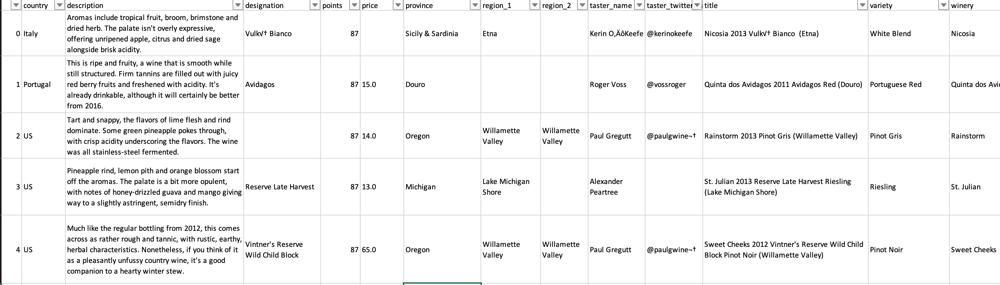 country description designation points price province region_1 region_2 taster_name taster_twitter title variety winery
Aromas include tropical fruit, broom, brimstone and
dried herb. The palate isn't overly expressive,
offering unripened apple, citrus and dried sage
alongside brisk acidity.
0 Italy Vulk√† Bianco 87 Sicily & Sardinia Etna Kerin O‚ÄôKeefe @kerinokeefe Nicosia 2013 Vulk√† Bianco  (Etna) White Blend Nicosia
This is ripe and fruity, a wine that is smooth while
still structured. Firm tannins are filled out with juicy
red berry fruits and freshened with acidity. It's
already drinkable, although it will certainly be better
from 2016.
1 Portugal Avidagos 87 15.0 Douro Roger Voss @vossroger Quinta dos Avidagos 2011 Avidagos Red (Douro) Portuguese Red Quinta dos Avi
Tart and snappy, the flavors of lime flesh and rind
dominate. Some green pineapple pokes through,
with crisp acidity underscoring the flavors. The wine
was all stainless-steel fermented.
2 US 87 14.0 Oregon
Willamette
Valley
Willamette
Valley
Paul Gregutt @paulgwine¬† Rainstorm 2013 Pinot Gris (Willamette Valley) Pinot Gris Rainstorm
Pineapple rind, lemon pith and orange blossom start
off the aromas. The palate is a bit more opulent,
with notes of honey-drizzled guava and mango giving
way to a slightly astringent, semidry finish.
3 US Reserve Late Harvest 87 13.0 Michigan
Lake Michigan
Shore
Alexander
Peartree
St. Julian 2013 Reserve Late Harvest Riesling
(Lake Michigan Shore)
Riesling St. Julian
Much like the regular bottling from 2012, this comes
across as rather rough and tannic, with rustic, earthy,
herbal characteristics. Nonetheless, if you think of it
as a pleasantly unfussy country wine, it's a good
companion to a hearty winter stew.
4 US
Vintner's Reserve
Wild Child Block
87 65.0 Oregon
Willamette
Valley
Willamette
Valley
Paul Gregutt @paulgwine¬†
Sweet Cheeks 2012 Vintner's Reserve Wild Child
Block Pinot Noir (Willamette Valley)
Pinot Noir Sweet Cheeks